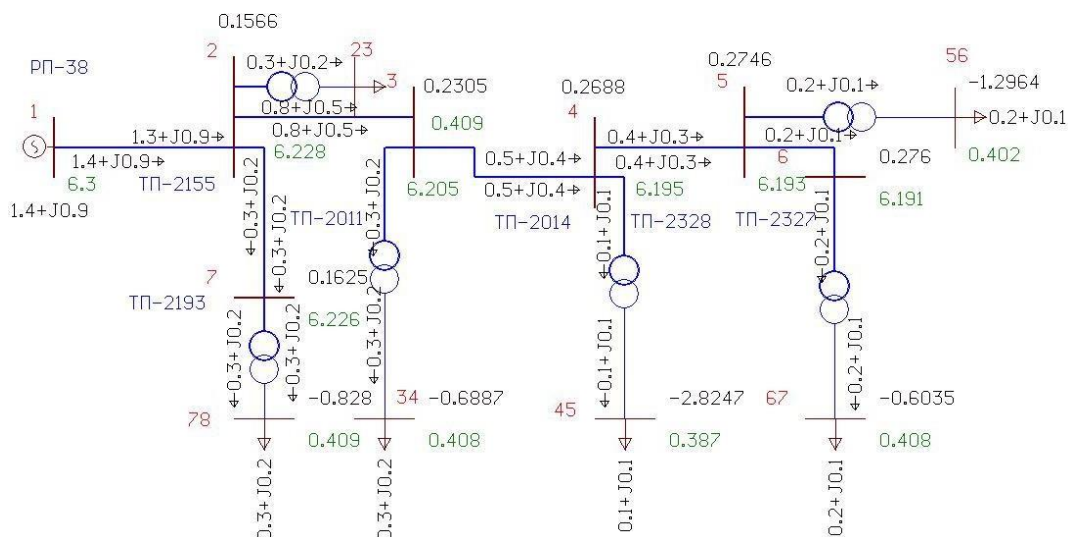 0.1566
2
23
56
РП-38
0.3+J0.2
3
0.2305
0.2746
5
0.2+J0.1
-1.2964
1
0.8+J0.5
0.2688
4
0.8+J0.5
0.409
0.4+J0.3
0.2+J0.1
0.2+J0.1
1.3+J0.9
6.228
0.5+J0.4
0.4+J0.3
6
0.276
0.402
1.4+J0.9
6.3
ТП-2155
6.205
0.5+J0.4
6.195
6.193
6.191
1.4+J0.9
0.3+J0.2
0.3+J0.2
ТП-2011
0.3+J0.2
ТП-2014
0.1+J0.1
ТП-2328
ТП-2327
0.2+J0.1
7
0.1625
ТП-2193
6.226
0.3+J0.2
0.3+J0.2
0.3+J0.2
0.1+J0.1
0.2+J0.1
78
-0.828
34
-0.6887
45
-2.8247
67
-0.6035
0.409
0.408
0.387
0.408
0.3+J0.2
0.3+J0.2
0.1+J0.1
0.2+J0.1